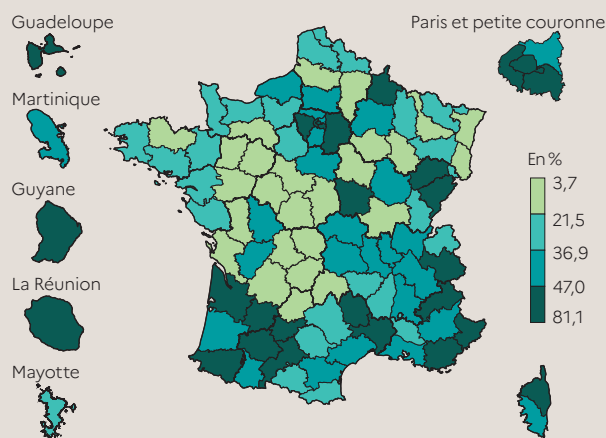 Guadeloupe
Paris et petite couronne
Martinique
Guyane
La Réunion
Mayotte
En %
3,7
21,5
36,9
47,0
81,1